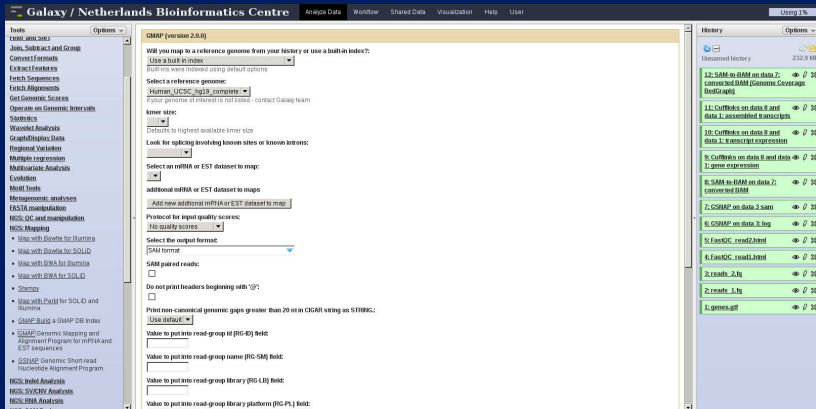 Galaxy / Netherlands Bioinformatics Centre
Analyze Data Workflow Shared Data Visualization Help User
Using 1%
Tools
Options
Filter and Sort
Join, Subtract and Group
Convert Formats
Extract Features
Fetch Sequences
Fetch Alignments
Get Genomic Scores
Operate on Genomic Intervals
Statistics
Wavelet Analysis
Graph/Display Data
Regional Variation
Multiple regression
Multivariate Analysis
Evolution
Motif Tools
Metagenomic analyses
FASTA manipulation
NGS: QC and manipulation
NGS: Mapping
Map with Bowtie for Illumina
Map with Bowtie for SOLiD
Map with BWA for Illumina
Map with BWA for SOLiD
Stampy
Map with PerM for SOLiD and
Illumina
GMAP Build a GMAP DB Index
GMAP Genomic Mapping and
Alignment Program for mRNA and
EST sequences
GSNAP Genomic Short-read
Nucleotide Alignment Program
NGS: Indel Analysis
NGS: SV/CNV Analysis
NGS: RNA Analysis
GMAP (version 2.0.0)
Will you map to a reference genome from your history or use a built-in index?:
Use a built-in index
Built-ins were indexed using default options
Select a reference genome:
Human_UCSC_hg19_complete
if your genome of interest is not listed - contact Galaxy team
kmer size:
Defaults to highest available kmer size
Look for splicing involving known sites or known introns:
Select an mRNA or EST dataset to map:
addtional mRNA or EST dataset to maps
Add new addtional mRNA or EST dataset to map
Protocol for input quality scores:
No quality scores
Select the output format:
SAM format
SAM paired reads:
Do not print headers beginning with '@':
Print non-canonical genomic gaps greater than 20 nt in CIGAR string as STRING.:
Use default
Value to put into read-group id (RG-ID) field:
Value to put into read-group name (RG-SM) field:
Value to put into read-group library (RG-LB) field:
Value to put into read-group library platform (RG-PL) field:
History
Options
Unnamed history
232.9 M
12: SAM-to-BAM on data 7:
converted BAM (Genome Coverage
BedGraph)
11: Cufflinks on data 8 and
data 1: assembled transcripts
10: Cufflinks on data 8 and
data 1: transcript expression
9: Cufflinks on data 8 and data
1: gene expression
8: SAM-to-BAM on data 7:
converted BAM
7: GSNAP on data 3 sam
6: GSNAP on data 3: log
5: FastQC_read2.html
4: FastQC_read1.html
3: reads_2.fq
2: reads_1.fq
1: genes.gtf